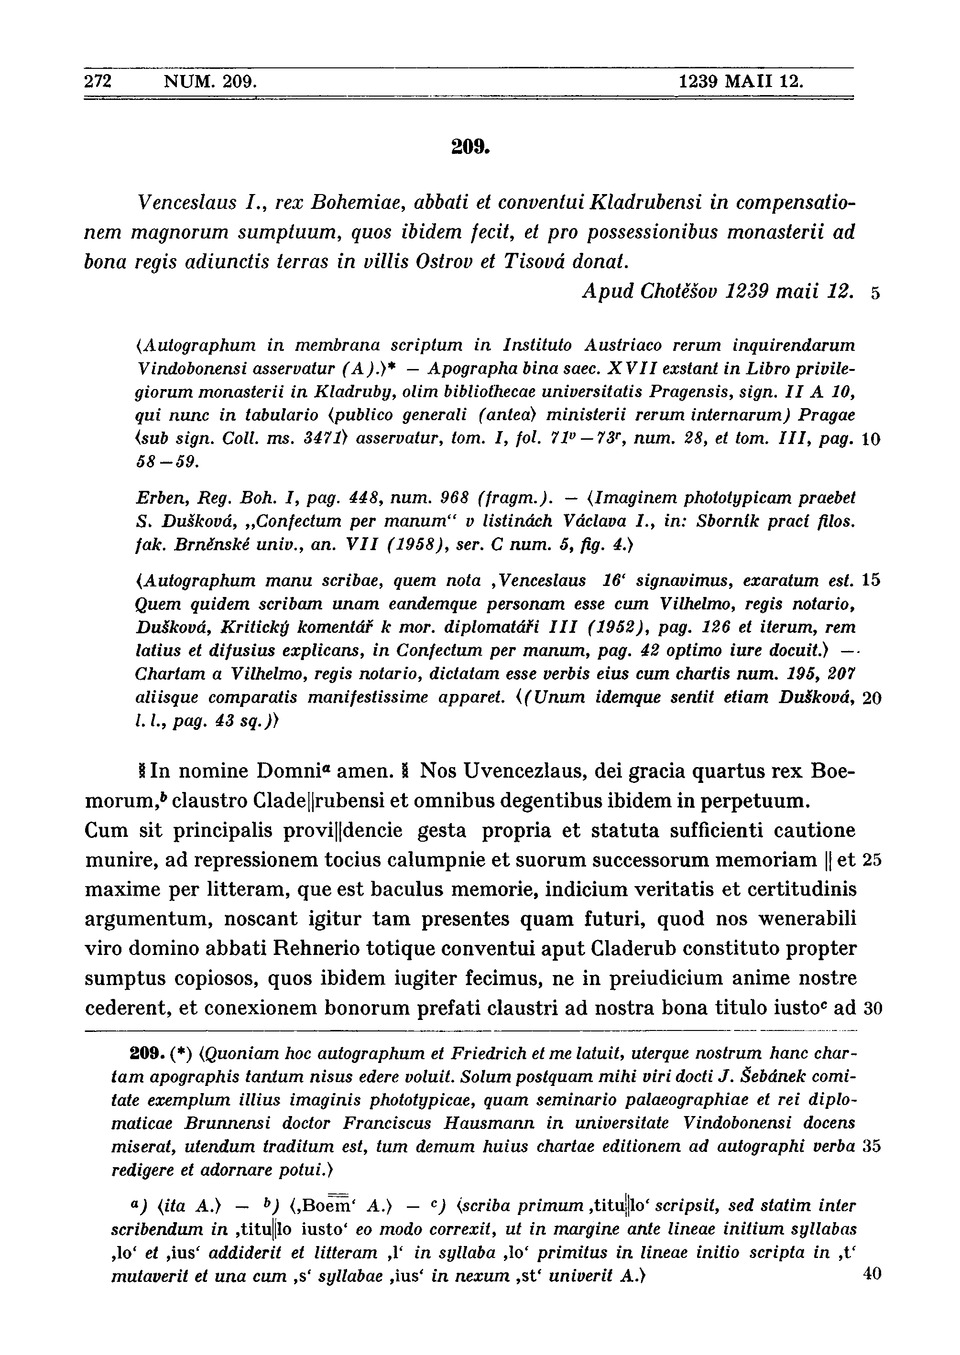 272 NUM. 209. 1239 MAII 12.
209.
Venceslaus I., rex Bohemiae, abbati et conventui Kladrubensi in compensatio-
nem magnorum sumptuum, quos ibidem fecit, et pro possessionibus monasterii ad
bona regis adiunctis terras in villis Ostrov et Tisová donat.
Apud Chotěšov 1239 maii 12. 5
⟨Autographum in membrana scriptum in Instituto Austriaco rerum inquirendarum
Vindobonensi asservatur (A).⟩* — Apographa bina saec. XVII exstant in Libro privile-
giorum monasterii in Kladruby, olim bibliothecae universitatis Pragensis, sign. II A 10,
qui nunc in tabulario ⟨publico generali (antea⟩ ministerii rerum internarum) Pragae
⟨sub sign. Coll. ms. 3471⟩ asservatur, tom. I, fol. 71v — 73r, num. 28, et tom. III, pag. 10
58 — 59.
Erben, Reg. Boh. I, pag. 448, num. 968 (fragm.). — ⟨Imaginem phototypicam praebet
S. Dušková, „Confectum per manum“ v listinách Václava I., in: Sborník prací filos.
fak. Brněnské univ., an. VII (1958), ser. C num. 5, fig. 4.⟩
⟨Autographum manu scribae, quem nota ‚Venceslaus 16‘ signavimus, exaratum est. 15
Quem quidem scribam unam eandemque personam esse cum Vilhelmo, regis notario,
Dušková, Kritický komentář k mor. diplomatáři III (1952), pag. 126 et iterum, rem
latius et difusius explicans, in Confectum per manum, pag. 42 optimo iure docuit.⟩ —
Chartam a Vilhelmo, regis notario, dictatam esse verbis eius cum chartis num. 195, 207
aliisque comparatis manifestissime apparet. ⟨(Unum idemque sentit etiam Dušková, 20
l. l., pag. 43 sq.)⟩
§ In nomine Domniᵃ amen. § Nos Uvencezlaus, dei gracia quartus rex Boe-
morum,ᵇ claustro Clade||rubensi et omnibus degentibus ibidem in perpetuum.
Cum sit principalis provi||dencie gesta propria et statuta sufficienti cautione
munire, ad repressionem tocius calumpnie et suorum successorum memoriam || et 25
maxime per litteram, que est baculus memorie, indicium veritatis et certitudinis
argumentum, noscant igitur tam presentes quam futuri, quod nos wenerabili
viro domino abbati Rehnerio totique conventui aput Claderub constituto propter
sumptus copiosos, quos ibidem iugiter fecimus, ne in preiudicium anime nostre
cederent, et conexionem bonorum prefati claustri ad nostra bona titulo iustoᶜ ad 30
209. (*) ⟨Quoniam hoc autographum et Friedrich et me latuit, uterque nostrum hanc char-
tam apographis tantum nisus edere voluit. Solum postquam mihi viri docti J. Šebánek comi-
tate exemplum illius imaginis phototypicae, quam seminario palaeographiae et rei diplo-
maticae Brunnensi doctor Franciscus Hausmann in universitate Vindobonensi docens
miserat, utendum traditum est, tum demum huius chartae editionem ad autographi verba 35
redigere et adornare potui.⟩
a) ⟨ita A.⟩ — b) ⟨‚Boem̅‘ A.⟩ — c) ⟨scriba primum ‚titu||lo‘ scripsit, sed statim inter
scribendum in ‚titu||lo iusto‘ eo modo correxit, ut in margine ante lineae initium syllabas
‚lo‘ et ‚ius‘ addiderit et litteram ‚l‘ in syllaba ‚lo‘ primitus in lineae initio scripta in ‚t‘
mutaverit et una cum ‚s‘ syllabae ‚ius‘ in nexum ‚st‘ univerit A.⟩ 40